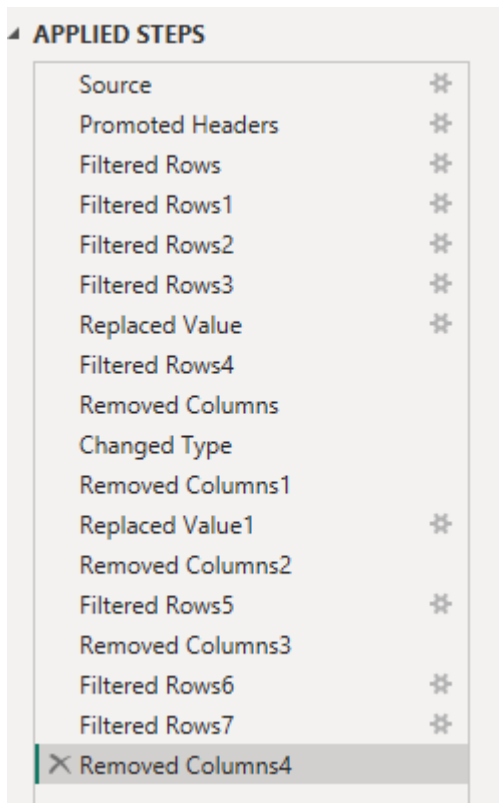 APPLIED STEPS
Source
Promoted Headers
Filtered Rows
Filtered Rows1
Filtered Rows2
Filtered Rows3
Replaced Value
Filtered Rows4
Removed Columns
Changed Type
Removed Columns1
Replaced Value1
Removed Columns2
Filtered Rows5
Removed Columns3
Filtered Rows6
Filtered Rows7
Removed Columns4